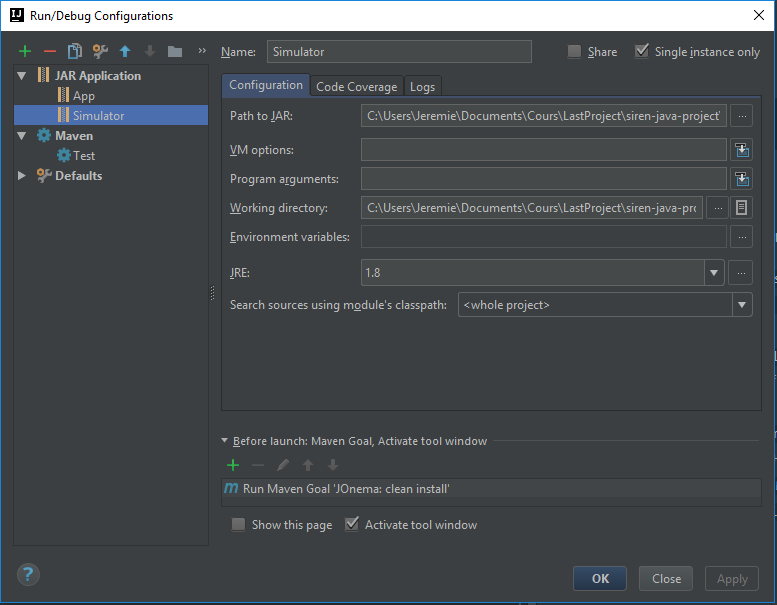 Run/Debug Configurations
Name: Simulator Share Single instance only
JAR Application
App
Simulator
Maven
Test
Defaults
Configuration Code Coverage Logs
Path to JAR: C:\Users\Jeremie\Documents\Cours\LastProject\siren-java-project
VM options:
Program arguments:
Working directory: C:\Users\Jeremie\Documents\Cours\LastProject\siren-java-pro
Environment variables:
JRE: 1.8
Search sources using module's classpath: <whole project>
Before launch: Maven Goal, Activate tool window
Run Maven Goal 'JOnema: clean install'
Show this page Activate tool window
? OK Close Apply